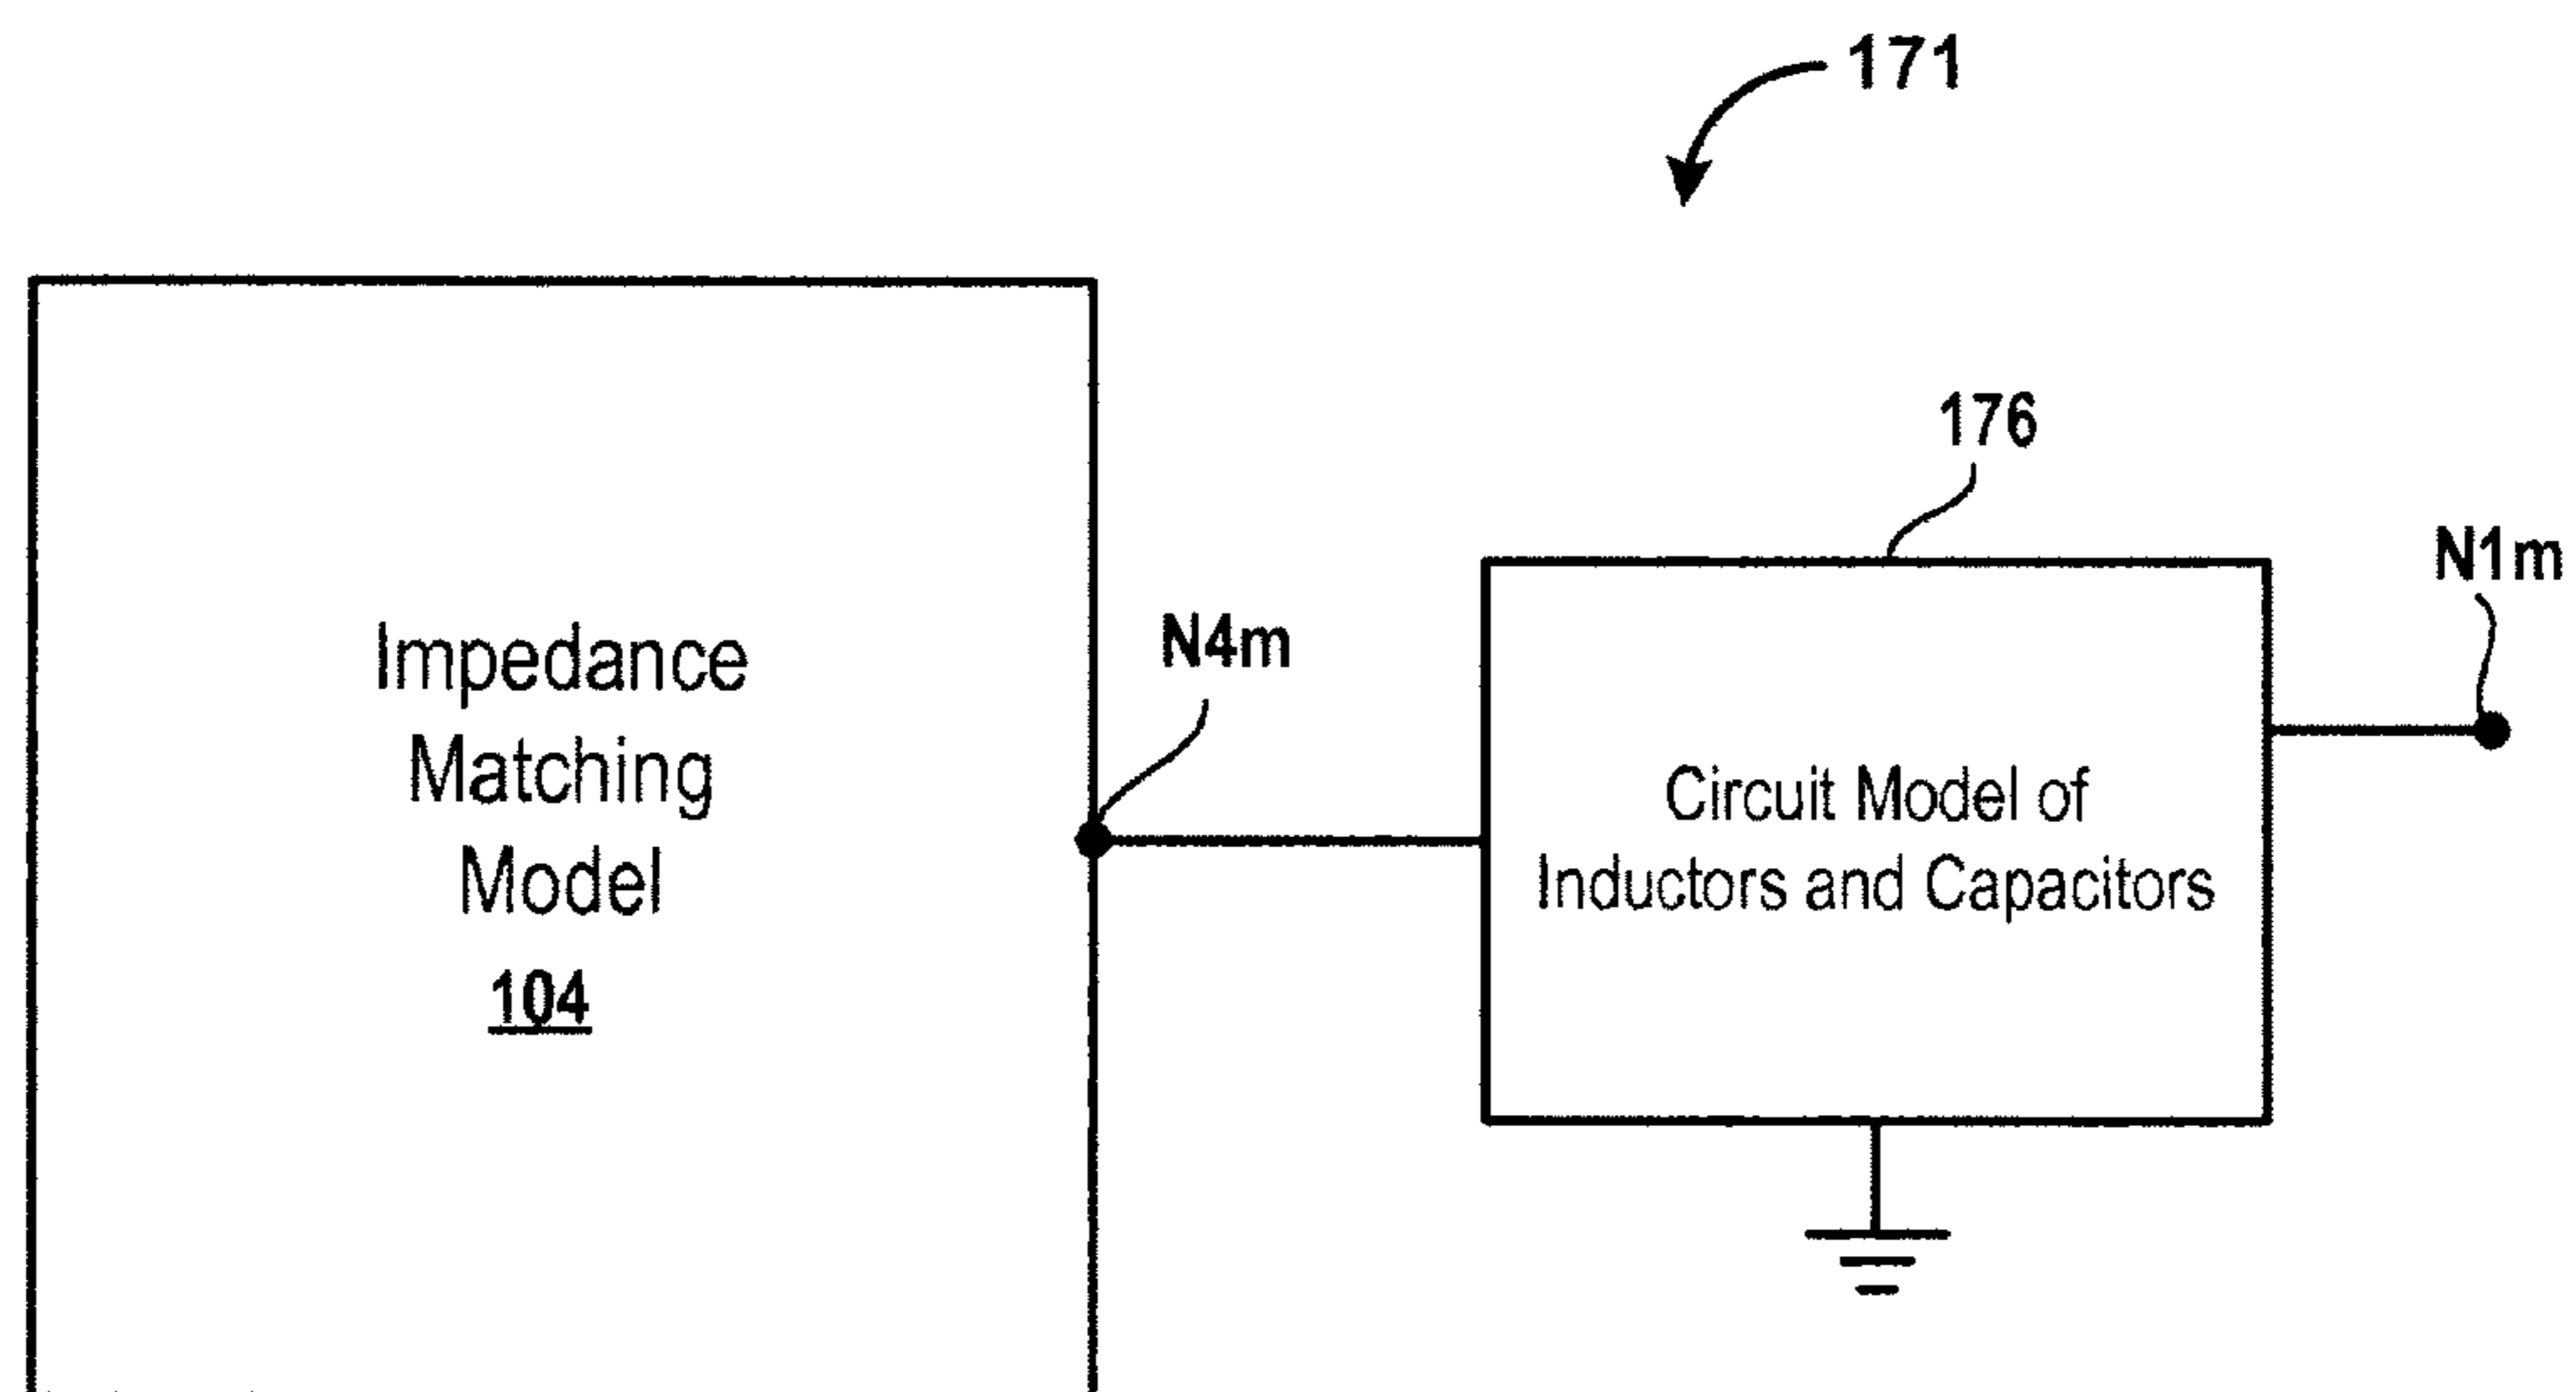 171
176
N1m
N4m
Impedance
Matching
Model
104
Circuit Model of
Inductors and Capacitors